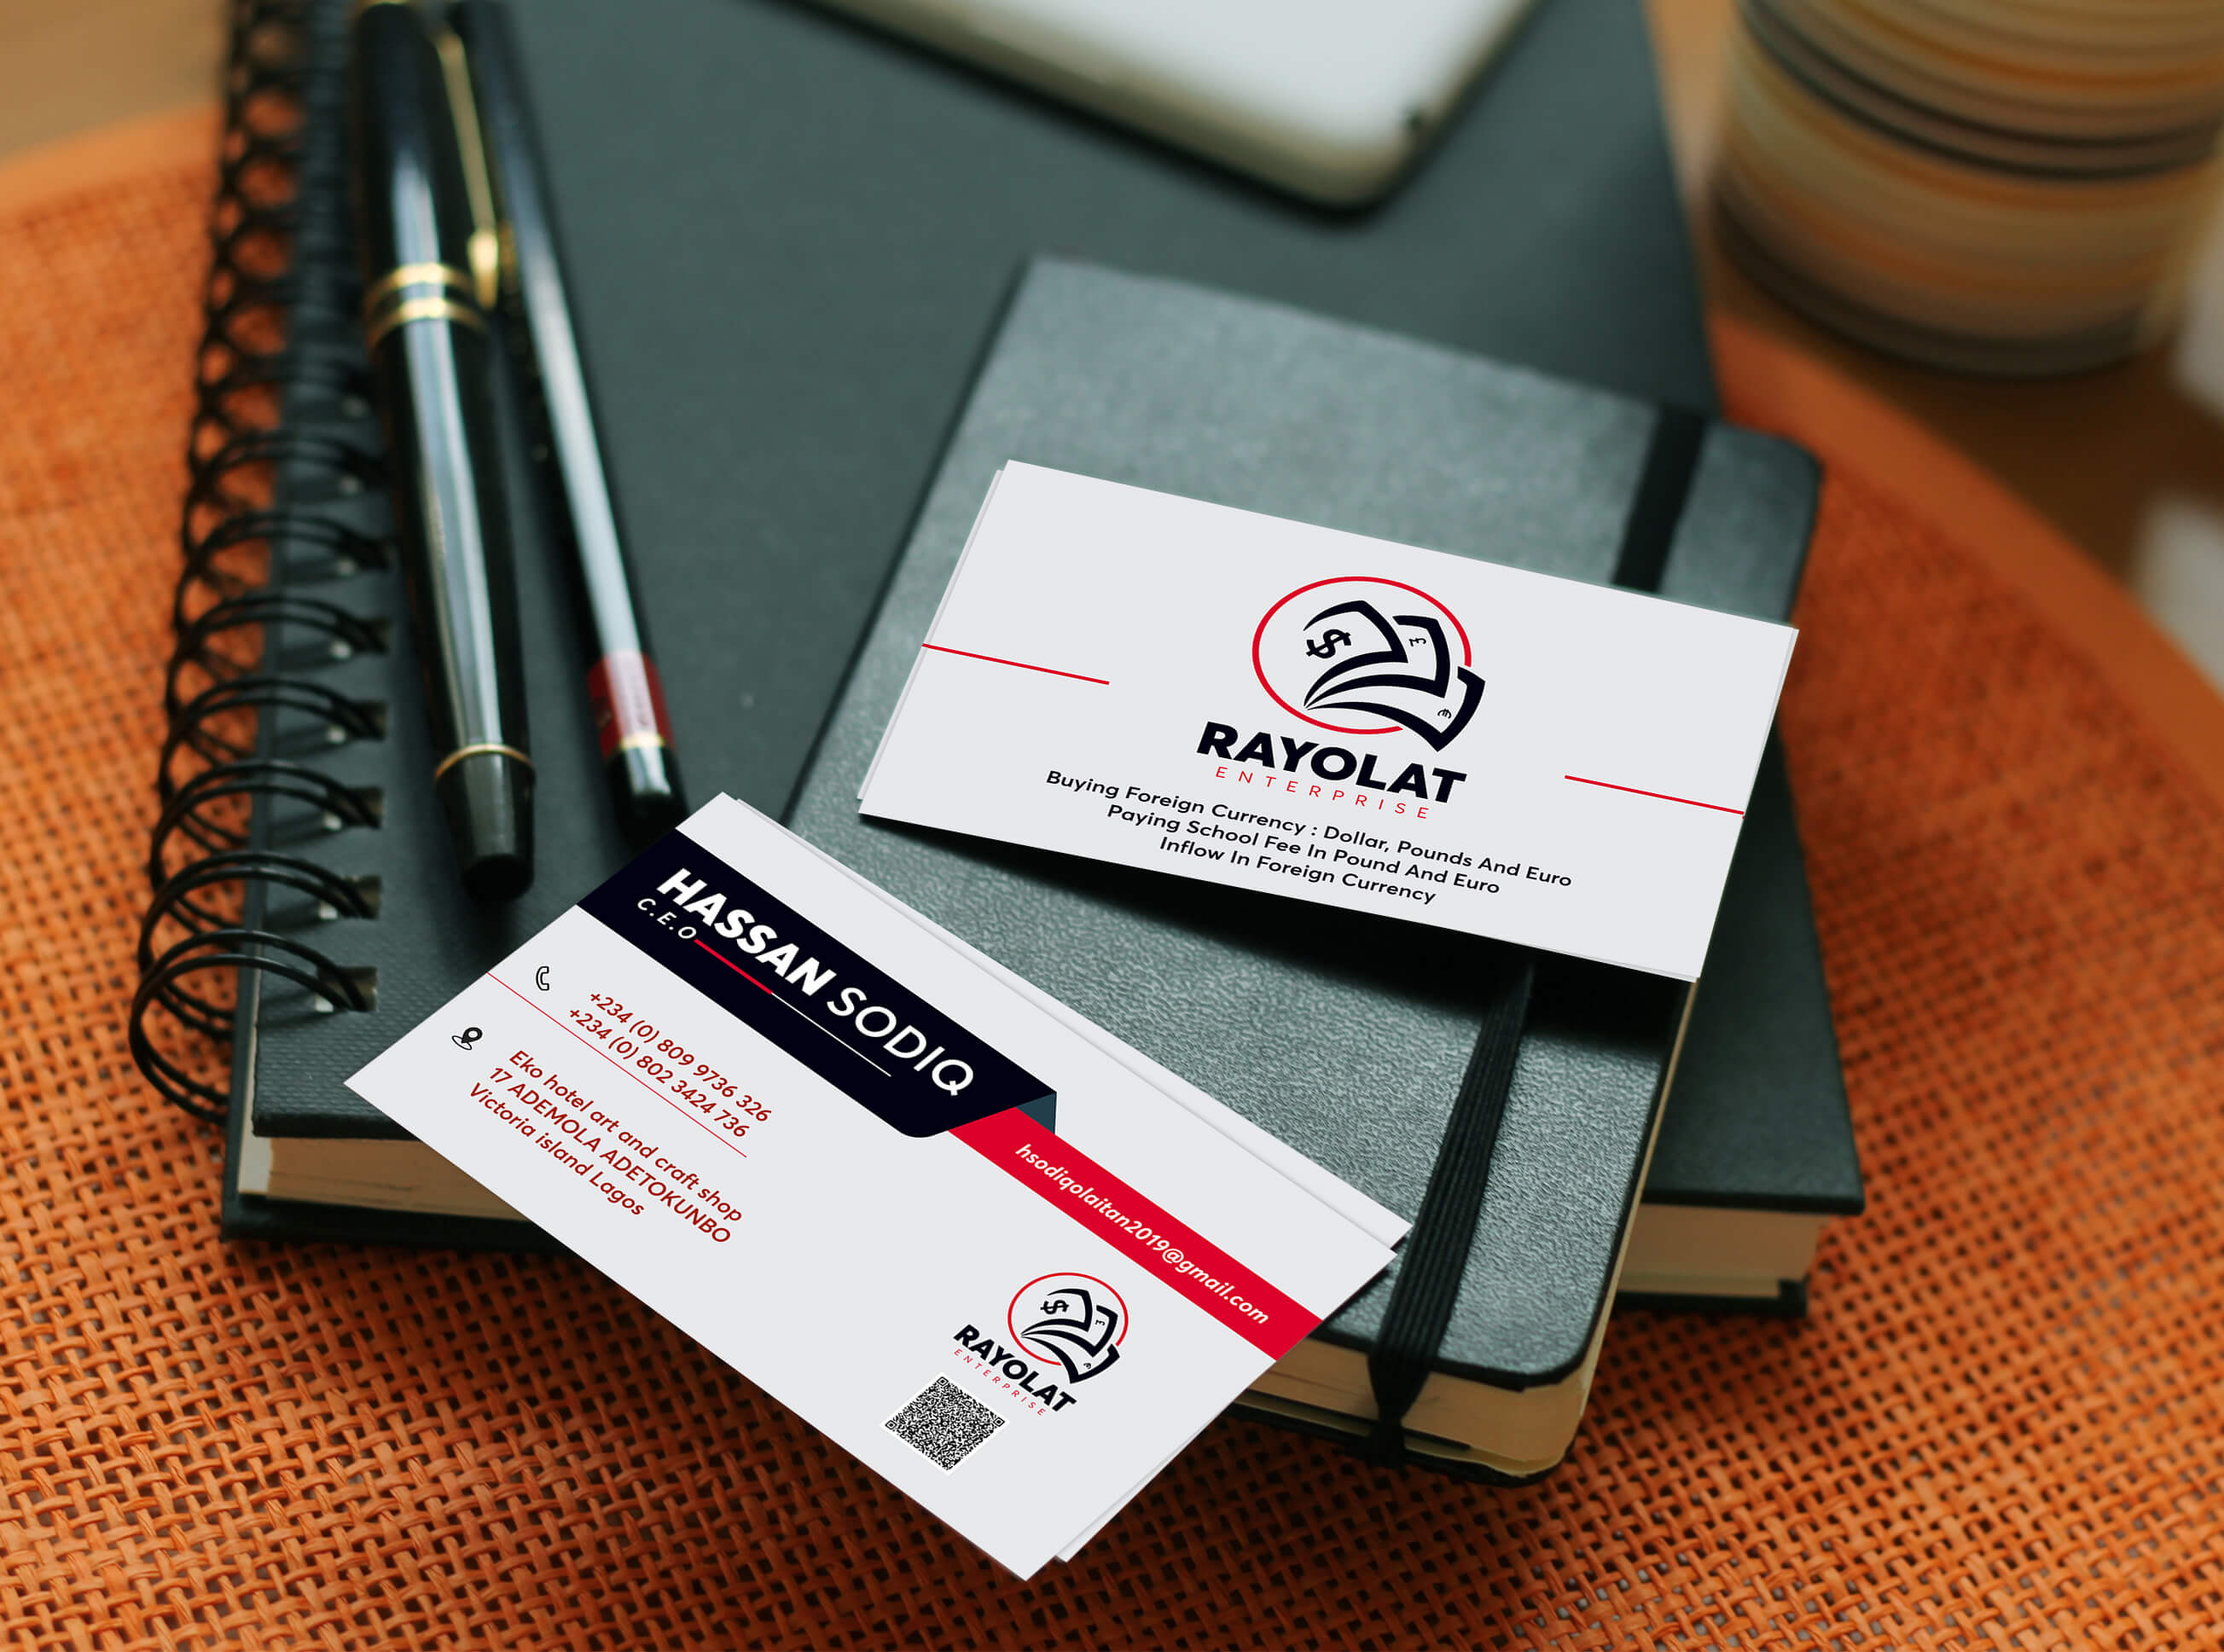 $
£
€
RAYOLAT
ENTERPRISE
Buying Foreign Currency : Dollar, Pounds And Euro
Paying School Fee In Pound And Euro
Inflow In Foreign Currency
HASSAN SODIQ
C.E.O
+234 (0) 809 9736 326
+234 (0) 802 3424 736
Eko hotel art and craft shop
17 ADEMOLA ADETOKUNBO
Victoria island Lagos
hsodiqolaitan2019@gmail.com
$
£
€
RAYOLAT
ENTERPRISE